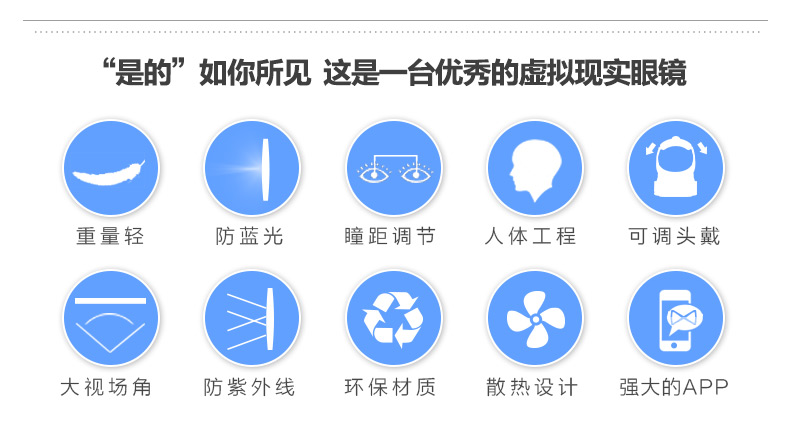 “是的”如你所见 这是一台优秀的虚拟现实眼镜
重量轻 防蓝光 瞳距调节 人体工程 可调头戴
大视场角 防紫外线 环保材质 散热设计 强大的APP